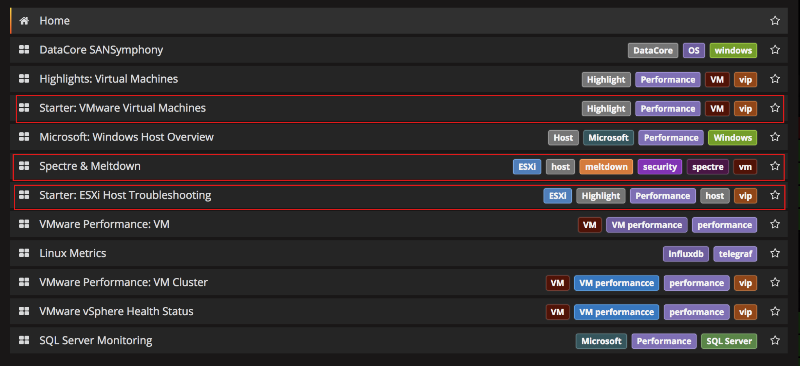 Home
DataCore SANSymphony DataCore OS windows
Highlights: Virtual Machines Highlight Performance VM vip
Starter: VMware Virtual Machines Highlight Performance VM vip
Microsoft: Windows Host Overview Host Microsoft Performance Windows
Spectre & Meltdown ESXi host meltdown security spectre vm
Starter: ESXi Host Troubleshooting ESXi Highlight Performance host vip
VMware Performance: VM VM VM performance performance
Linux Metrics Influxdb telegraf
VMware Performance: VM Cluster VM VM performancce performance vip
VMware vSphere Health Status VM VM performancce performance vip
SQL Server Monitoring Microsoft Performance SQL Server